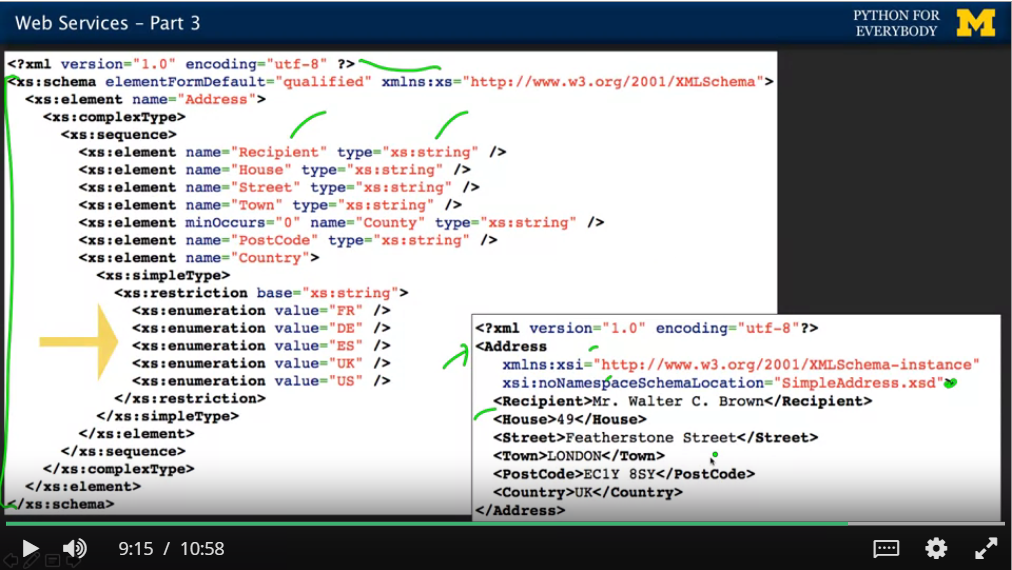 Web Services – Part 3
PYTHON FOR
EVERYBODY
M
<?xml version="1.0" encoding="utf-8" ?>
<xs:schema elementFormDefault="qualified" xmlns:xs="http://www.w3.org/2001/XMLSchema">
<xs:element name="Address">
<xs:complexType>
<xs:sequence>
<xs:element name="Recipient" type="xs:string" />
<xs:element name="House" type="xs:string" />
<xs:element name="Street" type="xs:string" />
<xs:element name="Town" type="xs:string" />
<xs:element minOccurs="0" name="County" type="xs:string" />
<xs:element name="PostCode" type="xs:string" />
<xs:element name="Country">
<xs:simpleType>
<xs:restriction base="xs:string">
<xs:enumeration value="FR" />
<xs:enumeration value="DE" />
<xs:enumeration value="ES" />
<xs:enumeration value="UK" />
<xs:enumeration value="US" />
</xs:restriction>
</xs:simpleType>
</xs:element>
</xs:sequence>
</xs:complexType>
</xs:element>
</xs:schema>
<?xml version="1.0" encoding="utf-8"?>
<Address
xmlns:xsi="http://www.w3.org/2001/XMLSchema-instance"
xsi:noNamespaceSchemaLocation="SimpleAddress.xsd">
<Recipient>Mr. Walter C. Brown</Recipient>
<House>49</House>
<Street>Featherstone Street</Street>
<Town>LONDON</Town>
<PostCode>EC1Y 8SY</PostCode>
<Country>UK</Country>
</Address>
9:15 / 10:58